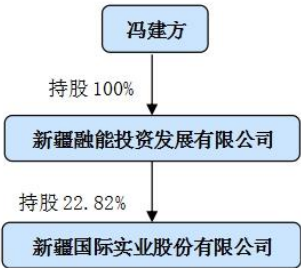 冯建方
持股 100%
新疆融能投资发展有限公司
持股 22.82%
新疆国际实业股份有限公司